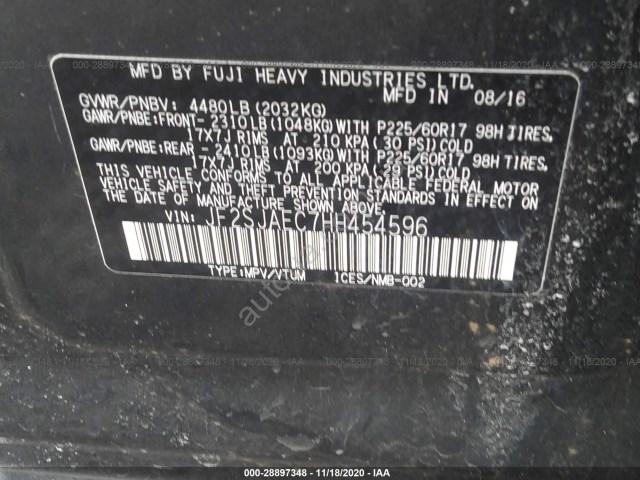 MFD BY FUJI HEAVY INDUSTRIES LTD.
MFD IN 08/16
GVWR/PNBV: 4480LB(2032KG)
GAWR/PNBE:FRONT- 2310LB(1048KG)WITH P225/60R17 98H TIRES,
17X7J RIMS AT 210 KPA(30 PSI)COLD
GAWR/PNBE:REAR - 2410LB(1093KG)WITH P225/60R17 98H TIRES,
17X7J RIMS AT 200 KPA(29 PSI)COLD
THIS VEHICLE CONFORMS TO ALL APPLICABLE FEDERAL MOTOR
VEHICLE SAFETY AND THEFT PREVENTION STANDARDS IN EFFECT ON
THE DATE OF MANUFACTURE SHOWN ABOVE.
VIN: JF2SJAEC7HH454596
TYPE:MPV/VTUM ICES/NMB-002
000-28897348 - 11/18/2020 - IAA